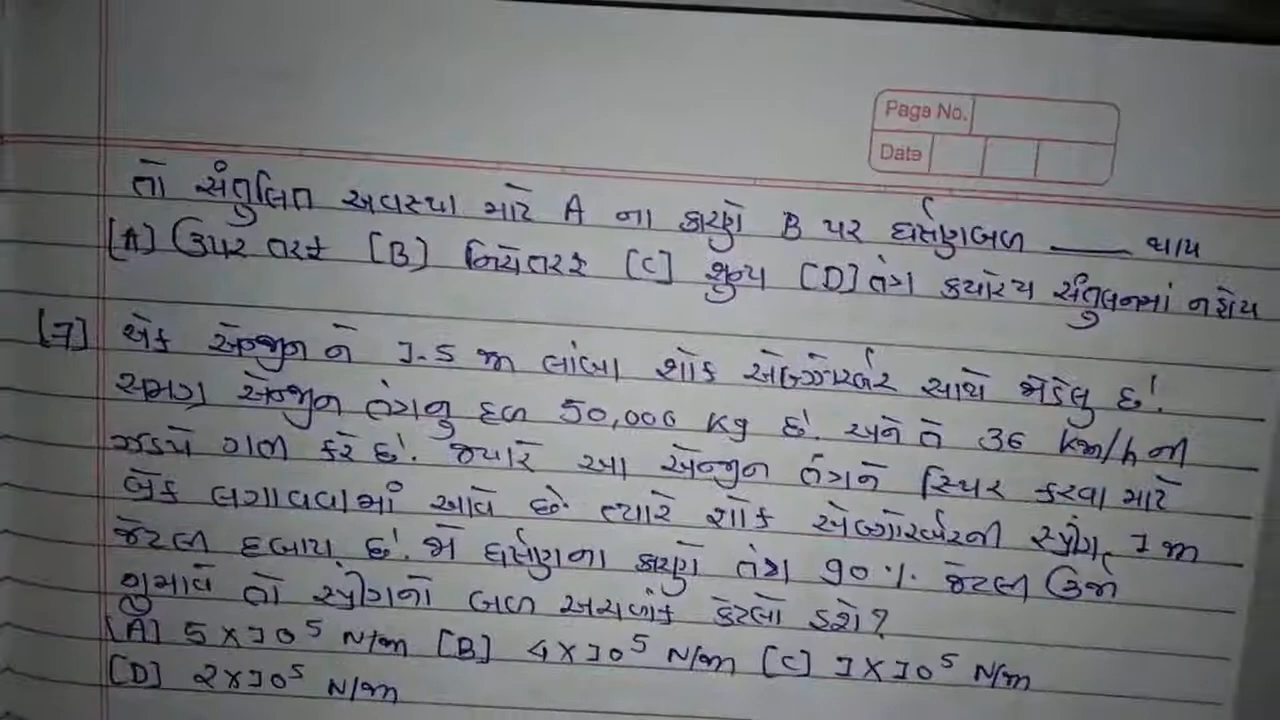 Page No.
Date
તો સંતુલિત અવસ્થા માટે A ના કારણે B પર ઘર્ષણબળ ____ થાય
[A] ઉપર તરફ [B] નિચે તરફ [C] શુન્ય [D] તંત્ર ક્યારેય સંતુલનમાં ન હોય
[7] એક એન્જીન ને 1.5 m લાંબા શોક એબ્સોર્બર સાથે જોડેલુ છે.
સમગ્ર એન્જીન તંત્રનુ દળ 50,000 Kg છે. અને તે 36 Km/h ની
ઝડપે ગતિ કરે છે. જ્યારે આ એન્જીન તંત્રને સ્થિર કરવા માટે
બ્રેક લગાવવામાં આવે છે ત્યારે શોક એબ્સોર્બરની સ્પ્રીંગ 1 m
જેટલી દબાય છે. જો ઘર્ષણના કારણે તંત્ર 90 % જેટલી ઉર્જા
ગુમાવે તો સ્પ્રીંગનો બળ અચળાંક કેટલો હશે?
[A] 5 × 10⁵ N/m [B] 4 × 10⁵ N/m [C] 1 × 10⁵ N/m
[D] 2 × 10⁵ N/m